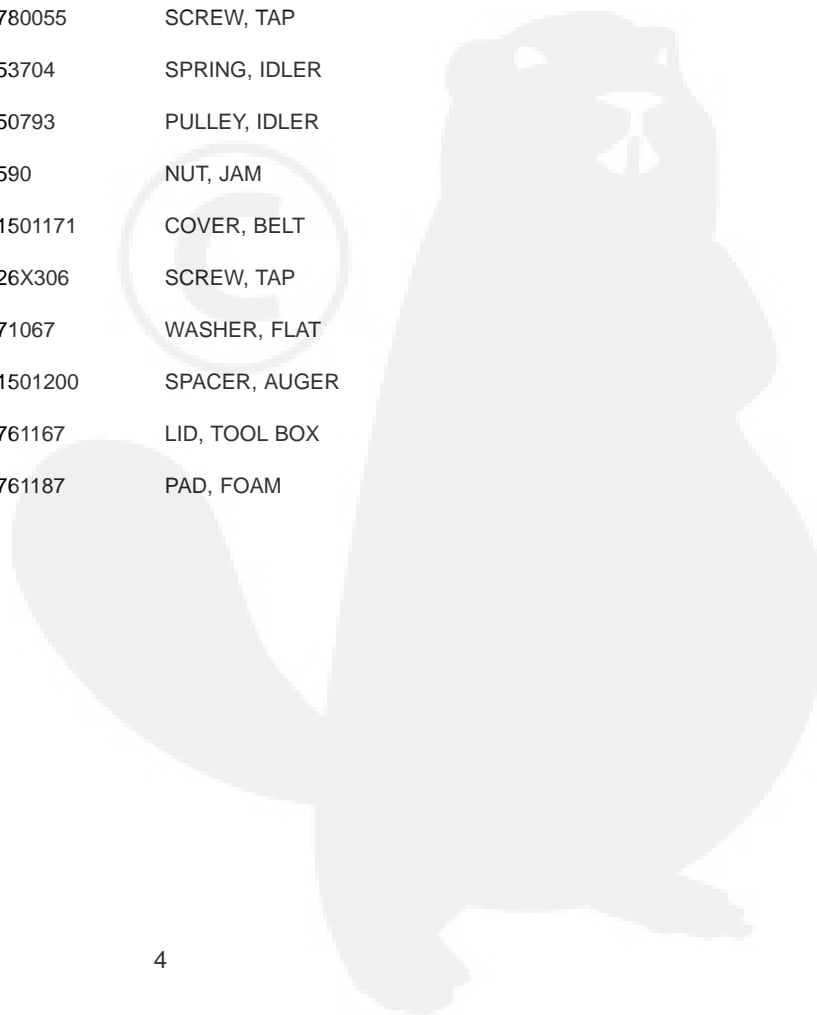 780055 SCREW, TAP
53704 SPRING, IDLER
50793 PULLEY, IDLER
590 NUT, JAM
1501171 COVER, BELT
26X306 SCREW, TAP
71067 WASHER, FLAT
1501200 SPACER, AUGER
761167 LID, TOOL BOX
761187 PAD, FOAM
©
4